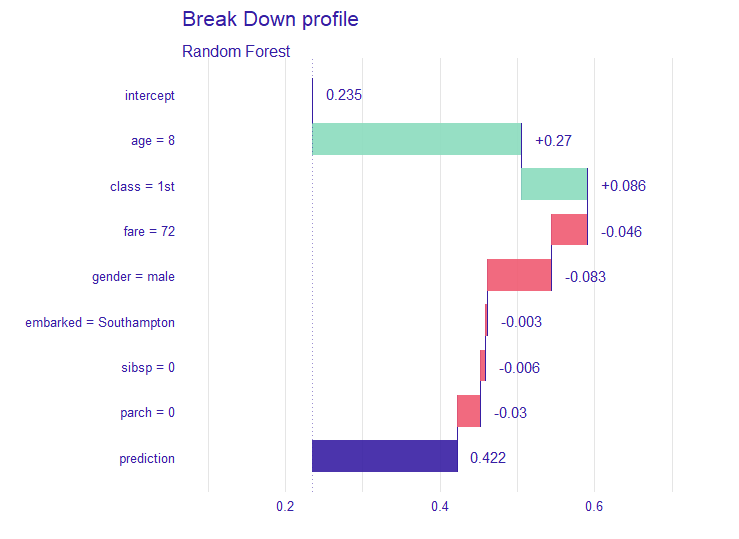 Break Down profile
Random Forest
intercept 0.235
age = 8 +0.27
class = 1st +0.086
fare = 72 -0.046
gender = male -0.083
embarked = Southampton -0.003
sibsp = 0 -0.006
parch = 0 -0.03
prediction 0.422
0.2 0.4 0.6